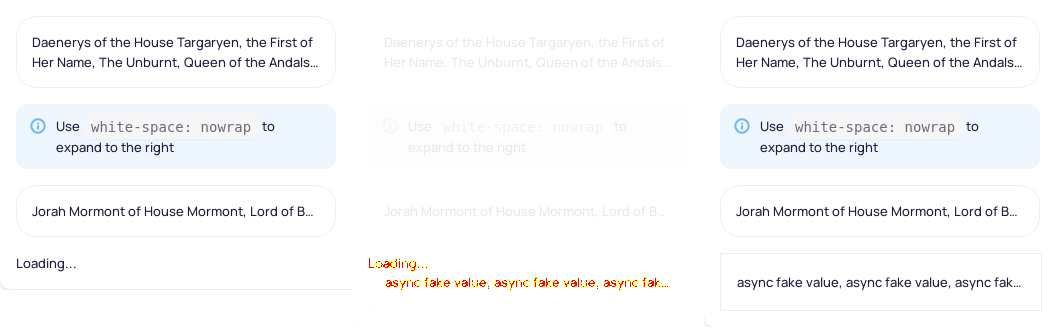 Daenerys of the House Targaryen, the First of
Her Name, The Unburnt, Queen of the Andals…
Use white-space: nowrap to
expand to the right
Jorah Mormont of House Mormont, Lord of B…
Loading...
Daenerys of the House Targaryen, the First of
Her Name, The Unburnt, Queen of the Andals…
Use white-space: nowrap to
expand to the right
Jorah Mormont of House Mormont, Lord of B…
Loading...
async fake value, async fake value, async fak…
Daenerys of the House Targaryen, the First of
Her Name, The Unburnt, Queen of the Andals…
Use white-space: nowrap to
expand to the right
Jorah Mormont of House Mormont, Lord of B…
async fake value, async fake value, async fak…